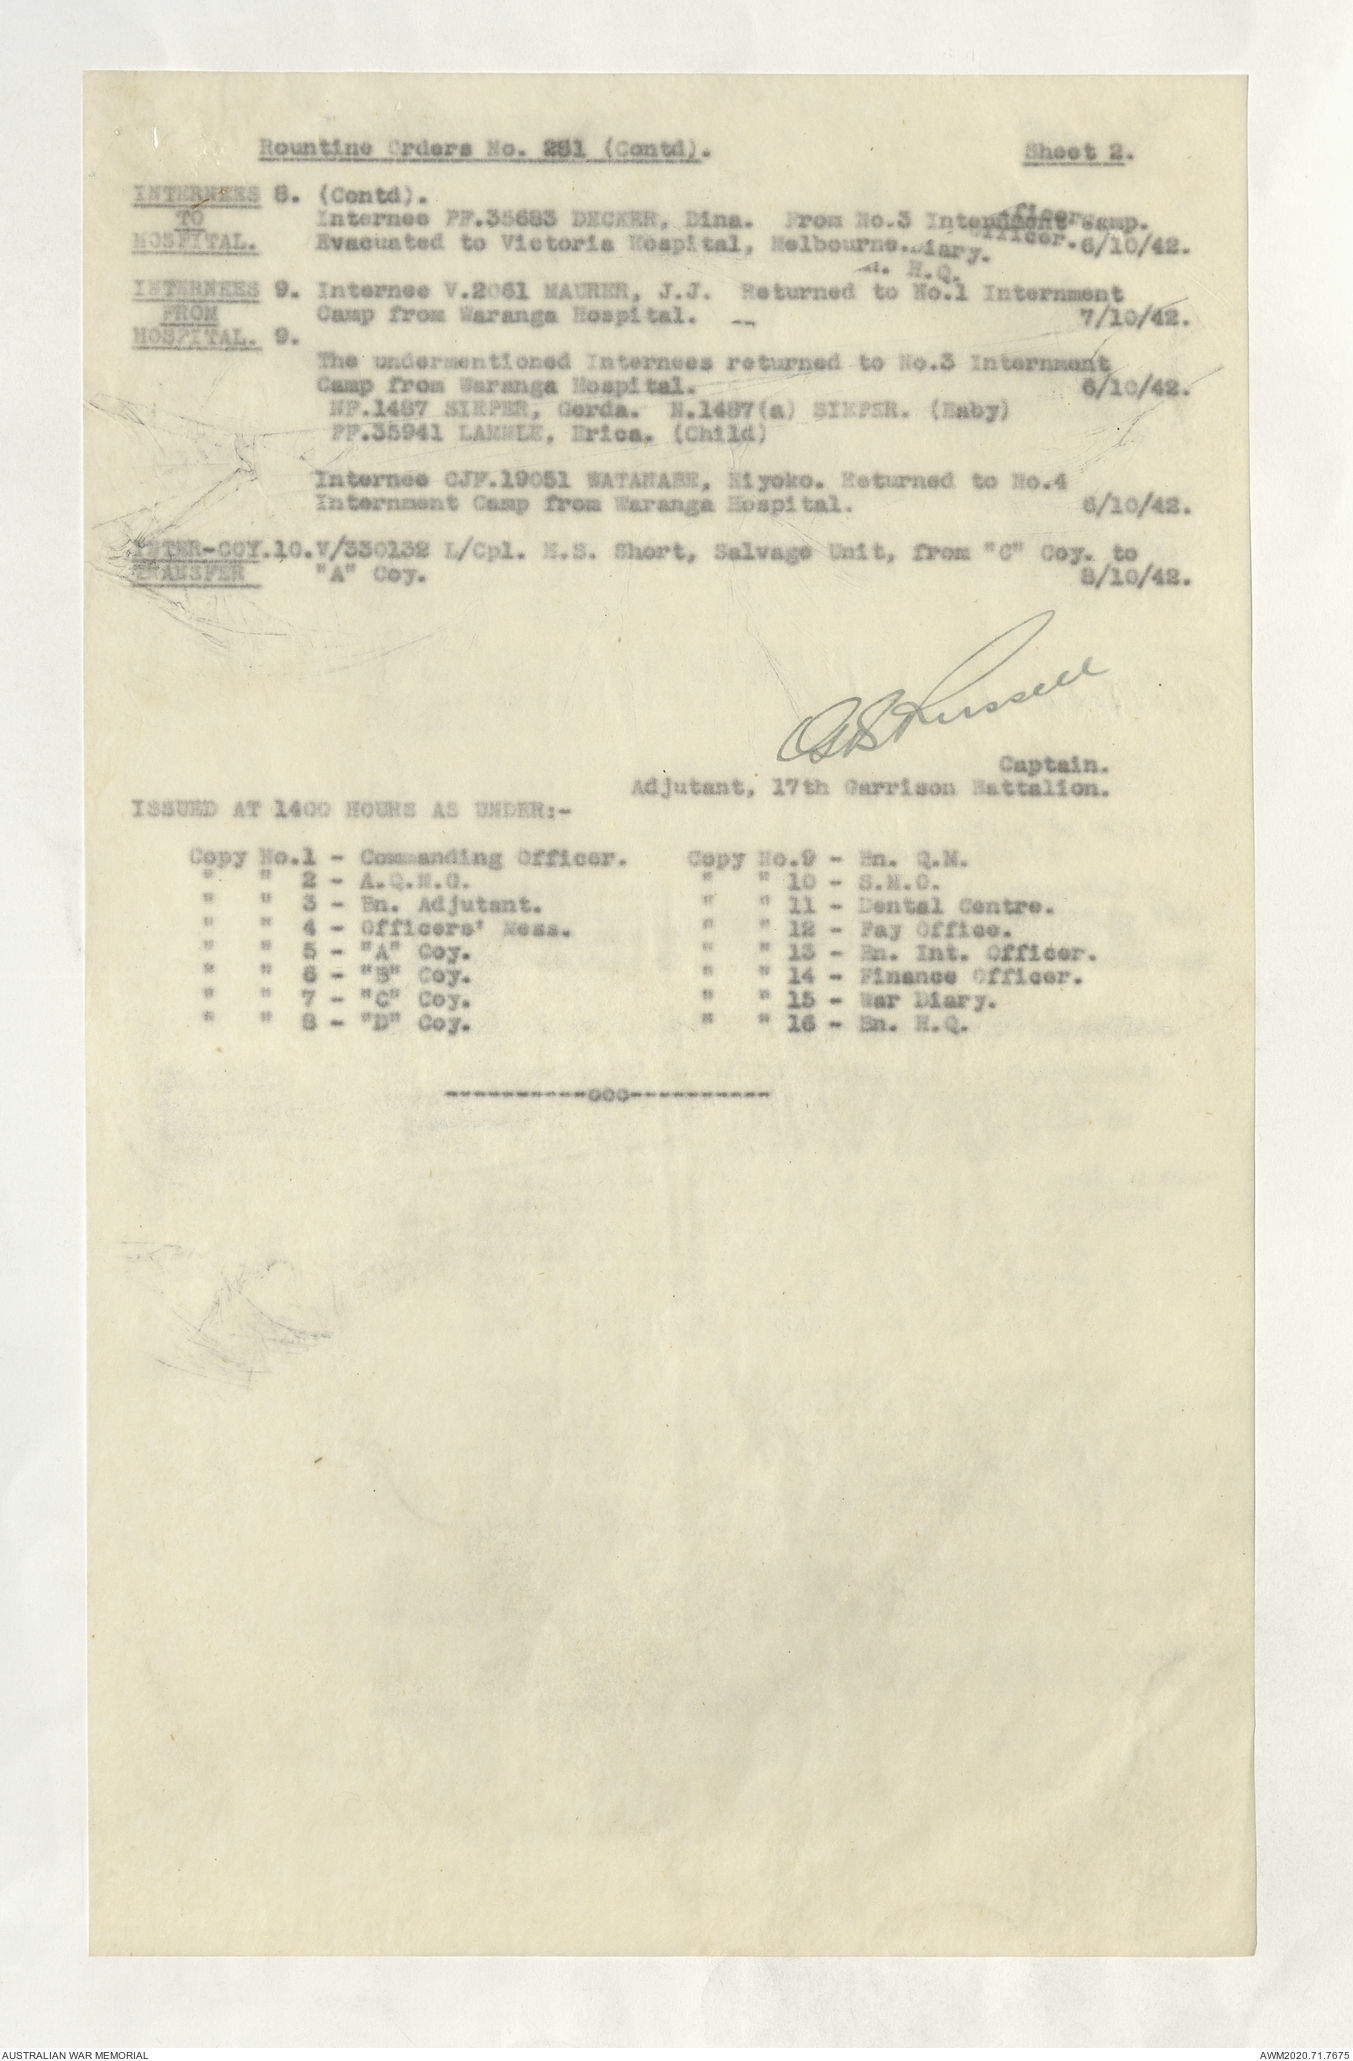 Rountine Orders No. 251 (Contd). Sheet 2.
INTERNEES 8. (Contd).
TO Internee PF.35683 DECKER, Dina. From No.3 Internment Camp.
HOSPITAL. Evacuated to Victoria Hospital, Melbourne. 6/10/42.
Officer.
Diary.
H.Q.
INTERNEES 9. Internee V.2061 MAURER, J.J. Returned to No.1 Internment
FROM Camp from Waranga Hospital. 7/10/42.
HOSPITAL. 9.
The undermentioned Internees returned to No.3 Internment
Camp from Waranga Hospital. 6/10/42.
NF.1487 SIEPER, Gerda. N.1487(a) SIEPER. (Baby)
PF.35941 LAMMLE, Erica. (Child)
Internee CJF.19051 WATANABE, Kiyoko. Returned to No.4
Internment Camp from Waranga Hospital. 6/10/42.
INTER-COY.10.V/330132 L/Cpl. H.S. Short, Salvage Unit, from "C" Coy. to
TRANSFER "A" Coy. 8/10/42.
Russell
Captain.
Adjutant, 17th Garrison Battalion.
ISSUED AT 1400 HOURS AS UNDER:-
Copy No.1 - Commanding Officer. Copy No.9 - Bn. Q.M.
" " 2 - A.Q.M.G. " " 10 - S.M.O.
" " 3 - Bn. Adjutant. " " 11 - Dental Centre.
" " 4 - Officers' Mess. " " 12 - Pay Office.
" " 5 - "A" Coy. " " 13 - Bn. Int. Officer.
" " 6 - "B" Coy. " " 14 - Finance Officer.
" " 7 - "C" Coy. " " 15 - War Diary.
" " 8 - "D" Coy. " " 16 - Bn. H.Q.
----------ooo----------
AUSTRALIAN WAR MEMORIAL AWM2020.71.7675